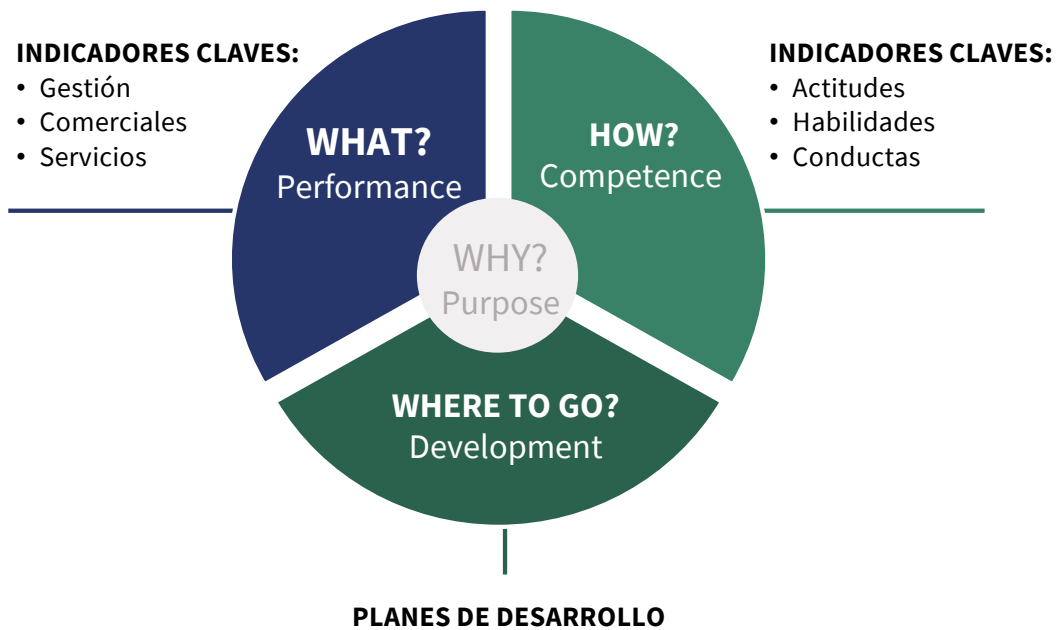 INDICADORES CLAVES:
• Gestión
• Comerciales
• Servicios
WHAT?
Performance
HOW?
Competence
INDICADORES CLAVES:
• Actitudes
• Habilidades
• Conductas
WHY?
Purpose
WHERE TO GO?
Development
PLANES DE DESARROLLO